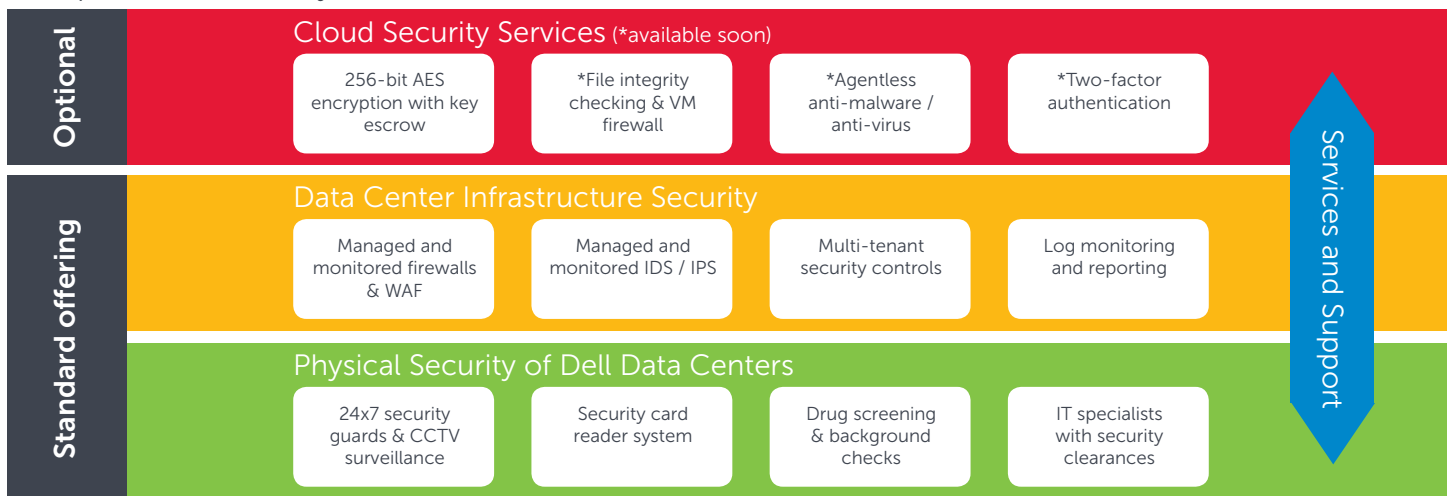 Optional
Cloud Security Services (*available soon)
256-bit AES
encryption with key
escrow
*File integrity
checking & VM
firewall
*Agentless
anti-malware /
anti-virus
*Two-factor
authentication
Standard offering
Data Center Infrastructure Security
Managed and
monitored firewalls
& WAF
Managed and
monitored IDS / IPS
Multi-tenant
security controls
Log monitoring
and reporting
Physical Security of Dell Data Centers
24x7 security
guards & CCTV
surveillance
Security card
reader system
Drug screening
& background
checks
IT specialists
with security
clearances
Services and Support